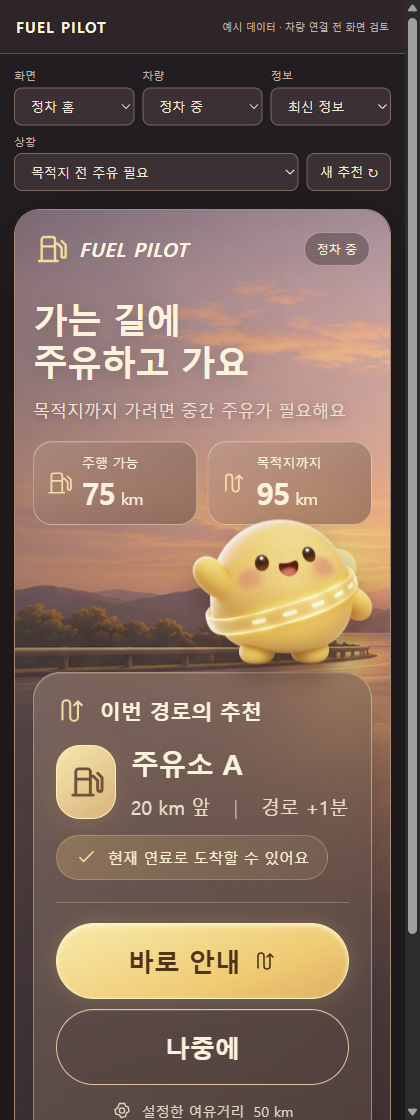 FUEL PILOT
예시 데이터 · 차량 연결 전 화면 검토
화면
차량
정보
정차 홈
정차 중
최신 정보
상황
목적지 전 주유 필요
새 추천 ↻
FUEL PILOT
정차 중
가는 길에
주유하고 가요
목적지까지 가려면 중간 주유가 필요해요
주행 가능
75 km
목적지까지
95 km
이번 경로의 추천
주유소 A
20 km 앞 | 경로 +1분
현재 연료로 도착할 수 있어요
바로 안내
나중에
설정한 여유거리 50 km